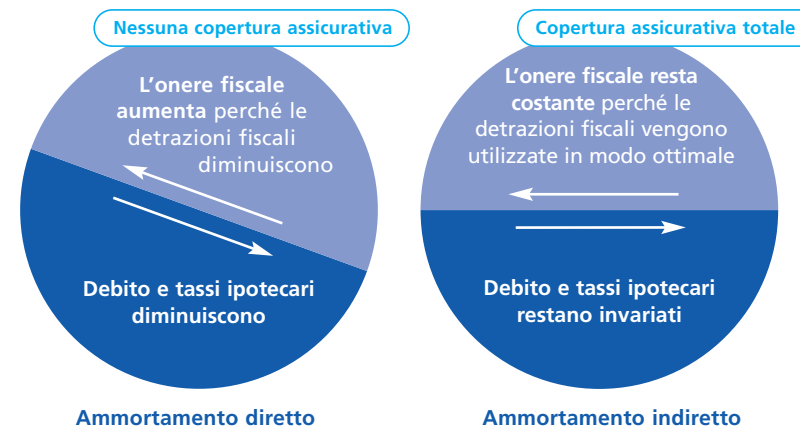 Nessuna copertura assicurativa
L'onere fiscale
aumenta perché le
detrazioni fiscali
diminuiscono
Debito e tassi ipotecari
diminuiscono
Ammortamento diretto
Copertura assicurativa totale
L'onere fiscale resta
costante perché le
detrazioni fiscali vengono
utilizzate in modo ottimale
Debito e tassi ipotecari
restano invariati
Ammortamento indiretto